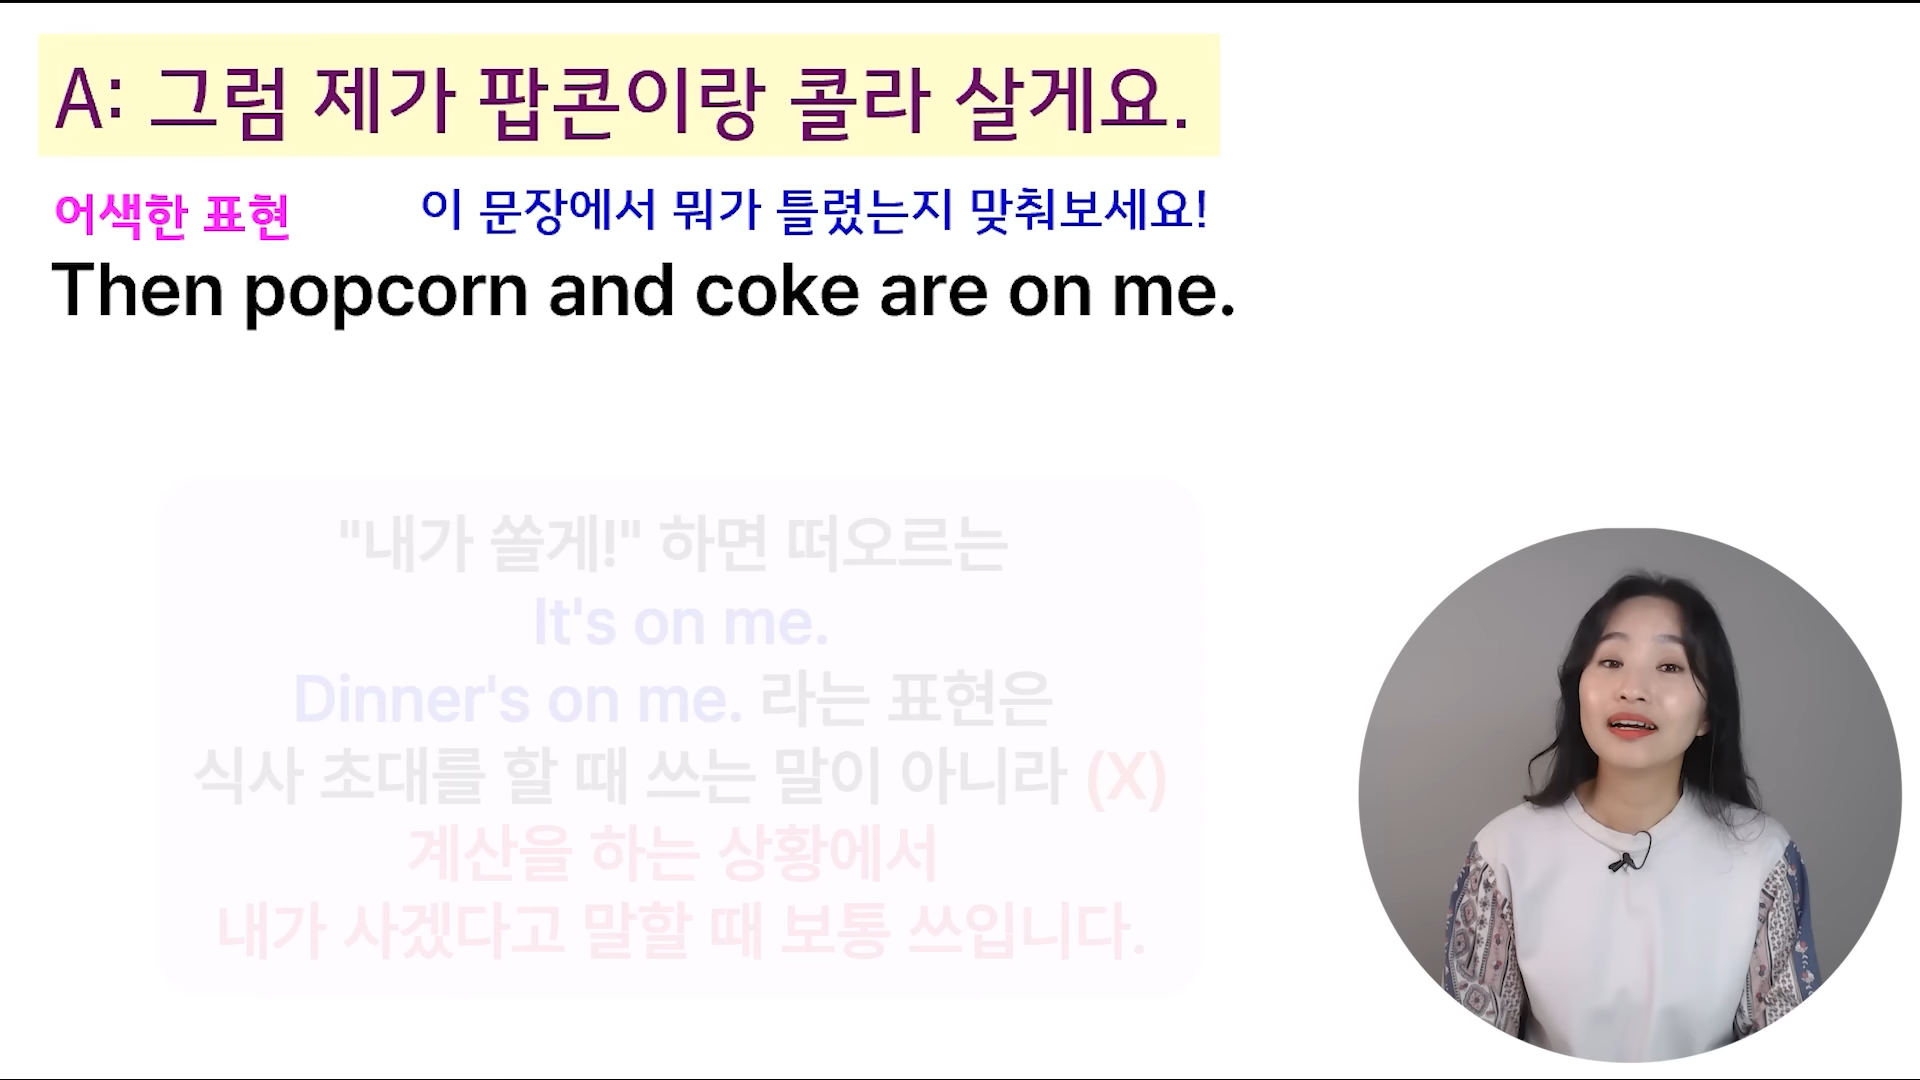 A: 그럼 제가 팝콘이랑 콜라 살게요.
어색한 표현
이 문장에서 뭐가 틀렸는지 맞춰보세요!
Then popcorn and coke are on me.
"내가 쏠게!" 하면 떠오르는
It's on me.
Dinner's on me. 라는 표현은
식사 초대를 할 때 쓰는 말이 아니라 (X)
계산을 하는 상황에서
내가 사겠다고 말할 때 보통 쓰입니다.